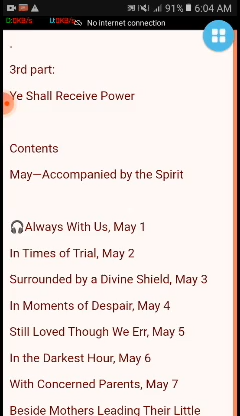 91% 6:04 AM
0:0KB/s U:0KB/s No internet connection
.
3rd part:
Ye Shall Receive Power
Contents
May—Accompanied by the Spirit
🎧Always With Us, May 1
In Times of Trial, May 2
Surrounded by a Divine Shield, May 3
In Moments of Despair, May 4
Still Loved Though We Err, May 5
In the Darkest Hour, May 6
With Concerned Parents, May 7
Beside Mothers Leading Their Little